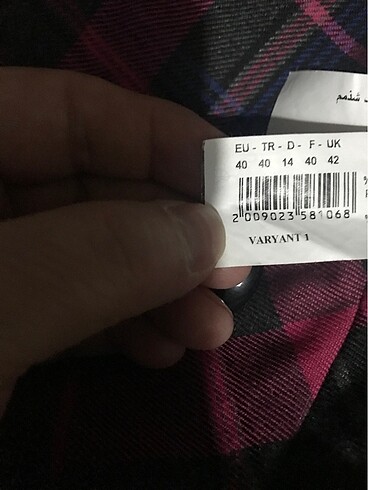 EU - TR - D - F - UK
40 40 14 40 42
2 009023 581068
VARYANT 1